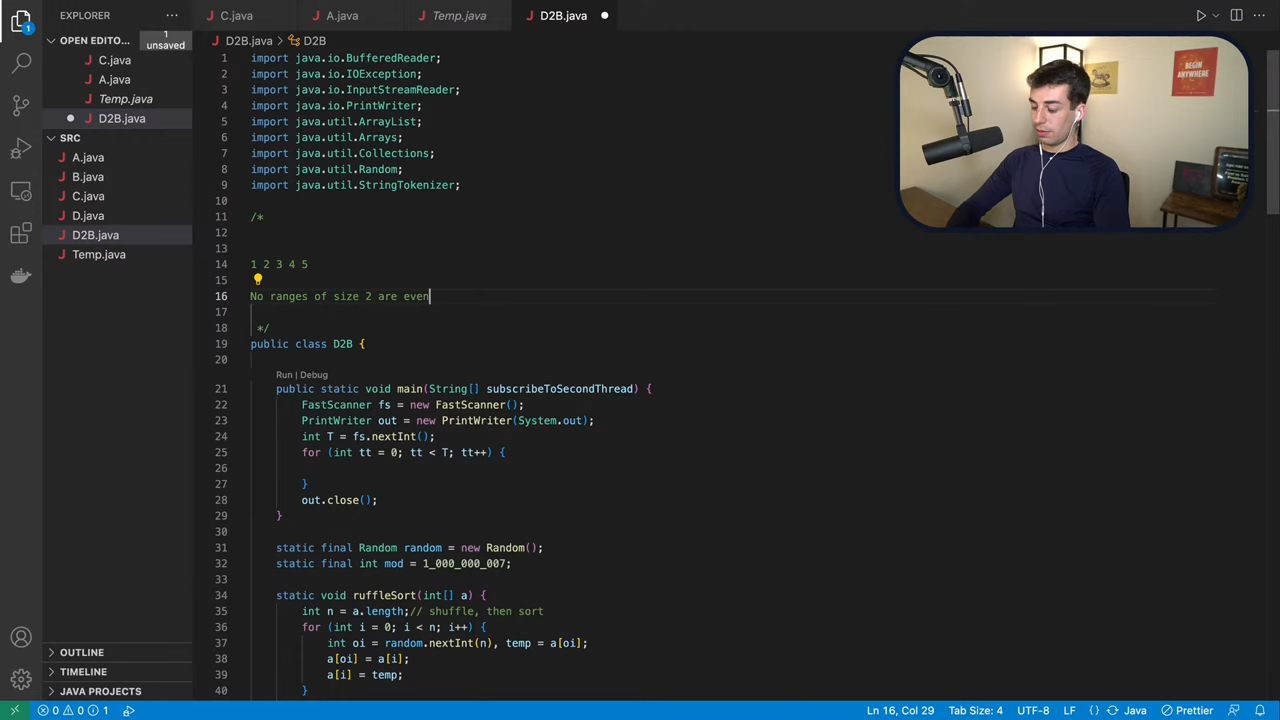 EXPLORER
OPEN EDITO...
1 unsaved
C.java
A.java
Temp.java
D2B.java
SRC
A.java
B.java
C.java
D.java
D2B.java
Temp.java
OUTLINE
TIMELINE
JAVA PROJECTS
C.java
A.java
Temp.java
D2B.java
D2B.java > D2B
1 import java.io.BufferedReader;
2 import java.io.IOException;
3 import java.io.InputStreamReader;
4 import java.io.PrintWriter;
5 import java.util.ArrayList;
6 import java.util.Arrays;
7 import java.util.Collections;
8 import java.util.Random;
9 import java.util.StringTokenizer;
10
11 /*
12
13
14 1 2 3 4 5
15
16 No ranges of size 2 are even
17
18 */
19 public class D2B {
20
Run | Debug
21 public static void main(String[] subscribeToSecondThread) {
22 FastScanner fs = new FastScanner();
23 PrintWriter out = new PrintWriter(System.out);
24 int T = fs.nextInt();
25 for (int tt = 0; tt < T; tt++) {
26
27 }
28 out.close();
29 }
30
31 static final Random random = new Random();
32 static final int mod = 1_000_000_007;
33
34 static void ruffleSort(int[] a) {
35 int n = a.length;// shuffle, then sort
36 for (int i = 0; i < n; i++) {
37 int oi = random.nextInt(n), temp = a[oi];
38 a[oi] = a[i];
39 a[i] = temp;
40 }
BEGIN
ANYWHERE
0 0 1
Ln 16, Col 29
Tab Size: 4
UTF-8
LF
{ }
Java
Prettier